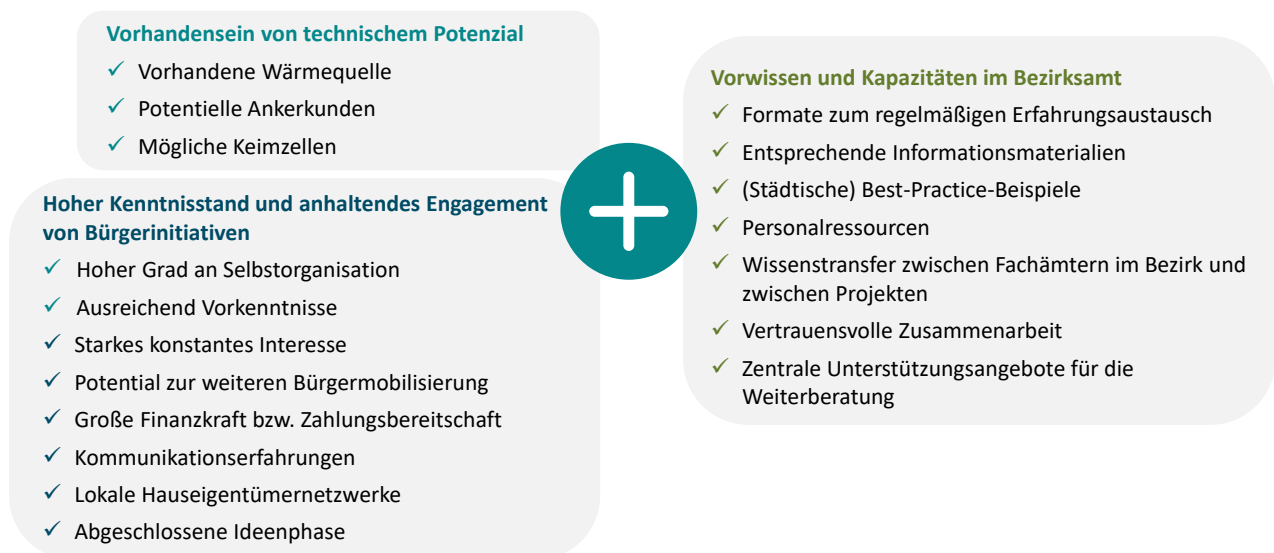 Vorhandensein von technischem Potenzial
✓ Vorhandene Wärmequelle
✓ Potentielle Ankerkunden
✓ Mögliche Keimzellen
Hoher Kenntnisstand und anhaltendes Engagement
von Bürgerinitiativen
✓ Hoher Grad an Selbstorganisation
✓ Ausreichend Vorkenntnisse
✓ Starkes konstantes Interesse
✓ Potential zur weiteren Bürgermobilisierung
✓ Große Finanzkraft bzw. Zahlungsbereitschaft
✓ Kommunikationserfahrungen
✓ Lokale Hauseigentümernetzwerke
✓ Abgeschlossene Ideenphase
+
Vorwissen und Kapazitäten im Bezirksamt
✓ Formate zum regelmäßigen Erfahrungsaustausch
✓ Entsprechende Informationsmaterialien
✓ (Städtische) Best-Practice-Beispiele
✓ Personalressourcen
✓ Wissenstransfer zwischen Fachämtern im Bezirk und
zwischen Projekten
✓ Vertrauensvolle Zusammenarbeit
✓ Zentrale Unterstützungsangebote für die
Weiterberatung